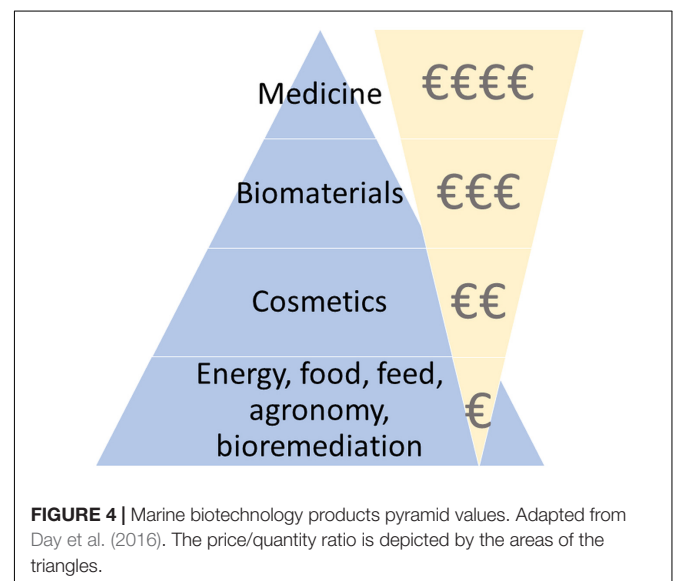 Medicine €€€€
Biomaterials €€€
Cosmetics €€
Energy, food, feed,
agronomy, €
bioremediation
FIGURE 4 | Marine biotechnology products pyramid values. Adapted from
Day et al. (2016). The price/quantity ratio is depicted by the areas of the
triangles.